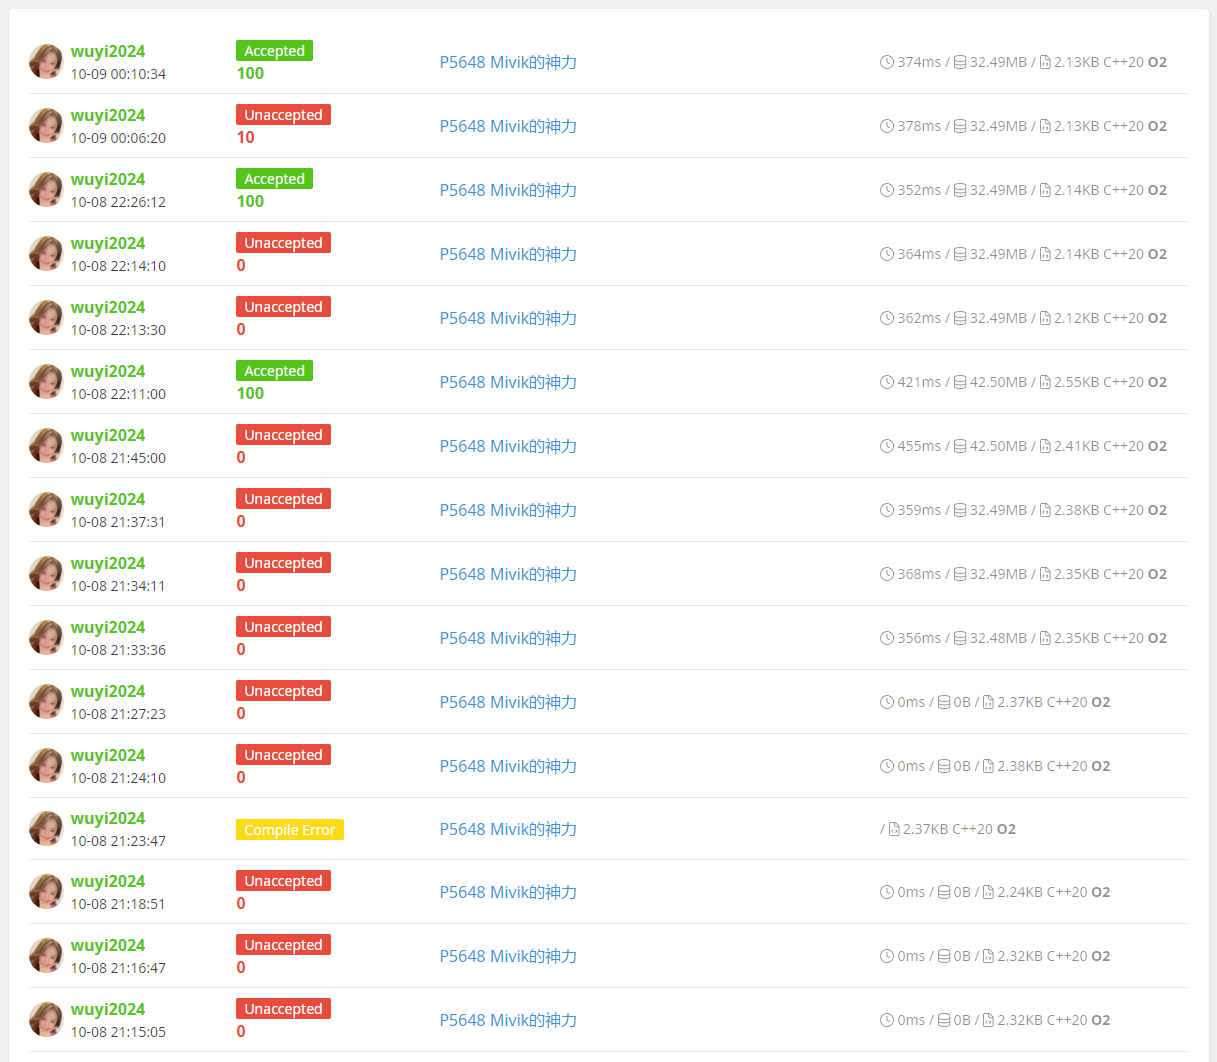 wuyi2024 Accepted P5648 Mivik的神力 374ms / 32.49MB / 2.13KB C++20 O2
10-09 00:10:34 100
wuyi2024 Unaccepted P5648 Mivik的神力 378ms / 32.49MB / 2.13KB C++20 O2
10-09 00:06:20 10
wuyi2024 Accepted P5648 Mivik的神力 352ms / 32.49MB / 2.14KB C++20 O2
10-08 22:26:12 100
wuyi2024 Unaccepted P5648 Mivik的神力 364ms / 32.49MB / 2.14KB C++20 O2
10-08 22:14:10 0
wuyi2024 Unaccepted P5648 Mivik的神力 362ms / 32.49MB / 2.12KB C++20 O2
10-08 22:13:30 0
wuyi2024 Accepted P5648 Mivik的神力 421ms / 42.50MB / 2.55KB C++20 O2
10-08 22:11:00 100
wuyi2024 Unaccepted P5648 Mivik的神力 455ms / 42.50MB / 2.41KB C++20 O2
10-08 21:45:00 0
wuyi2024 Unaccepted P5648 Mivik的神力 359ms / 32.49MB / 2.38KB C++20 O2
10-08 21:37:31 0
wuyi2024 Unaccepted P5648 Mivik的神力 368ms / 32.49MB / 2.35KB C++20 O2
10-08 21:34:11 0
wuyi2024 Unaccepted P5648 Mivik的神力 356ms / 32.48MB / 2.35KB C++20 O2
10-08 21:33:36 0
wuyi2024 Unaccepted P5648 Mivik的神力 0ms / 0B / 2.37KB C++20 O2
10-08 21:27:23 0
wuyi2024 Unaccepted P5648 Mivik的神力 0ms / 0B / 2.38KB C++20 O2
10-08 21:24:10 0
wuyi2024 Compile Error P5648 Mivik的神力 / 2.37KB C++20 O2
10-08 21:23:47
wuyi2024 Unaccepted P5648 Mivik的神力 0ms / 0B / 2.24KB C++20 O2
10-08 21:18:51 0
wuyi2024 Unaccepted P5648 Mivik的神力 0ms / 0B / 2.32KB C++20 O2
10-08 21:16:47 0
wuyi2024 Unaccepted P5648 Mivik的神力 0ms / 0B / 2.32KB C++20 O2
10-08 21:15:05 0